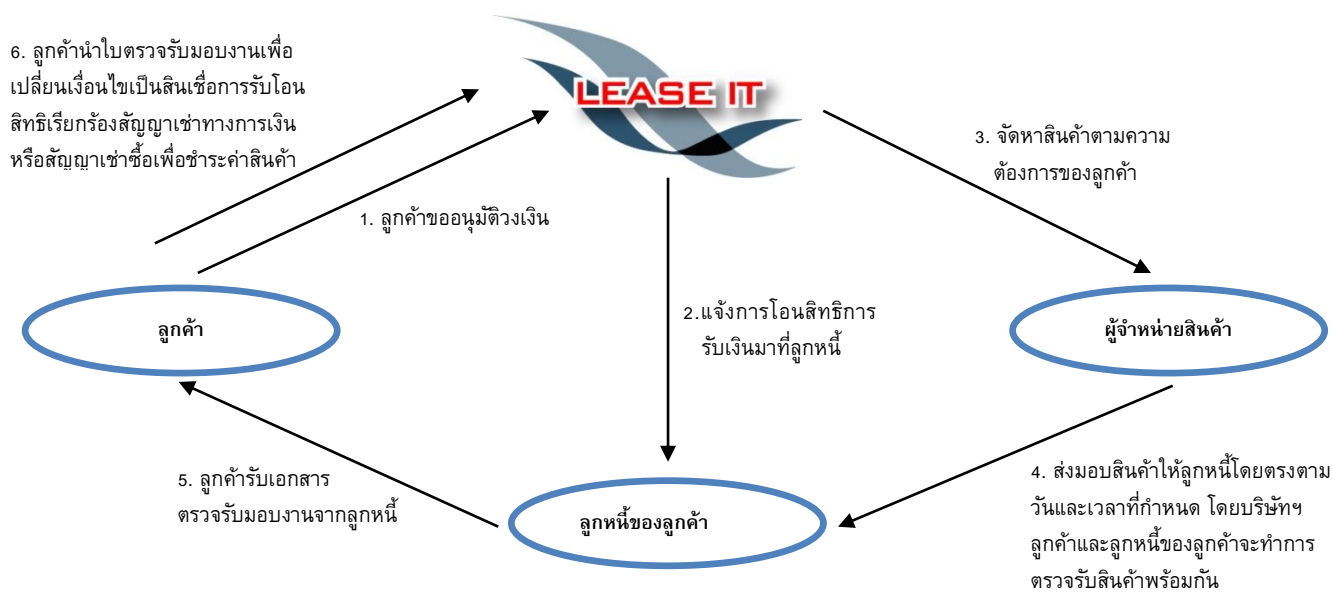 6. ลูกค้านำใบตรวจรับมอบงานเพื่อ
เปลี่ยนเงื่อนไขเป็นสินเชื่อการรับโอน
สิทธิเรียกร้องสัญญาเช่าทางการเงิน
หรือสัญญาเช่าซื้อเพื่อชำระค่าสินค้า
LEASE IT
3. จัดหาสินค้าตามความ
ต้องการของลูกค้า
1. ลูกค้าขออนุมัติวงเงิน
ลูกค้า
2.แจ้งการโอนสิทธิการ
รับเงินมาที่ลูกหนี้
ผู้จำหน่ายสินค้า
5. ลูกค้ารับเอกสาร
ตรวจรับมอบงานจากลูกหนี้
ลูกหนี้ของลูกค้า
4. ส่งมอบสินค้าให้ลูกหนี้โดยตรงตาม
วันและเวลาที่กำหนด โดยบริษัทฯ
ลูกค้าและลูกหนี้ของลูกค้าจะทำการ
ตรวจรับสินค้าพร้อมกัน